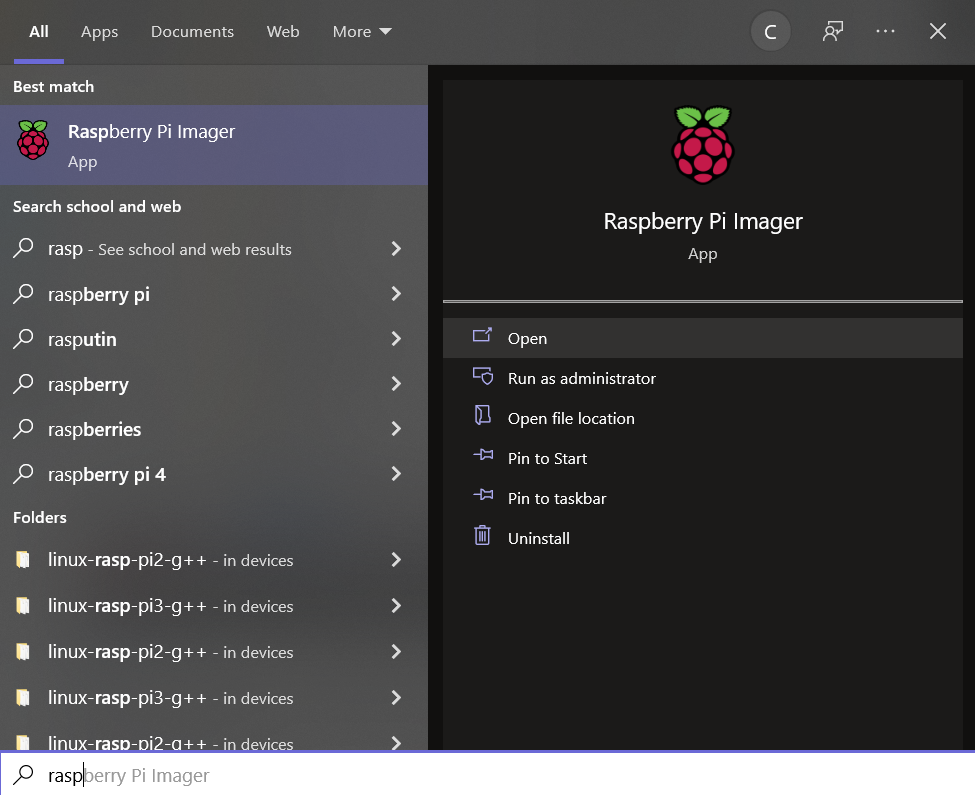 All Apps Documents Web More C
Best match
Raspberry Pi Imager
App
Search school and web
rasp - See school and web results
raspberry pi
rasputin
raspberry
raspberries
raspberry pi 4
Folders
linux-rasp-pi2-g++ - in devices
linux-rasp-pi3-g++ - in devices
linux-rasp-pi2-g++ - in devices
linux-rasp-pi3-g++ - in devices
linux-rasp-pi2-g++ - in devices
raspberry Pi Imager
Raspberry Pi Imager
App
Open
Run as administrator
Open file location
Pin to Start
Pin to taskbar
Uninstall